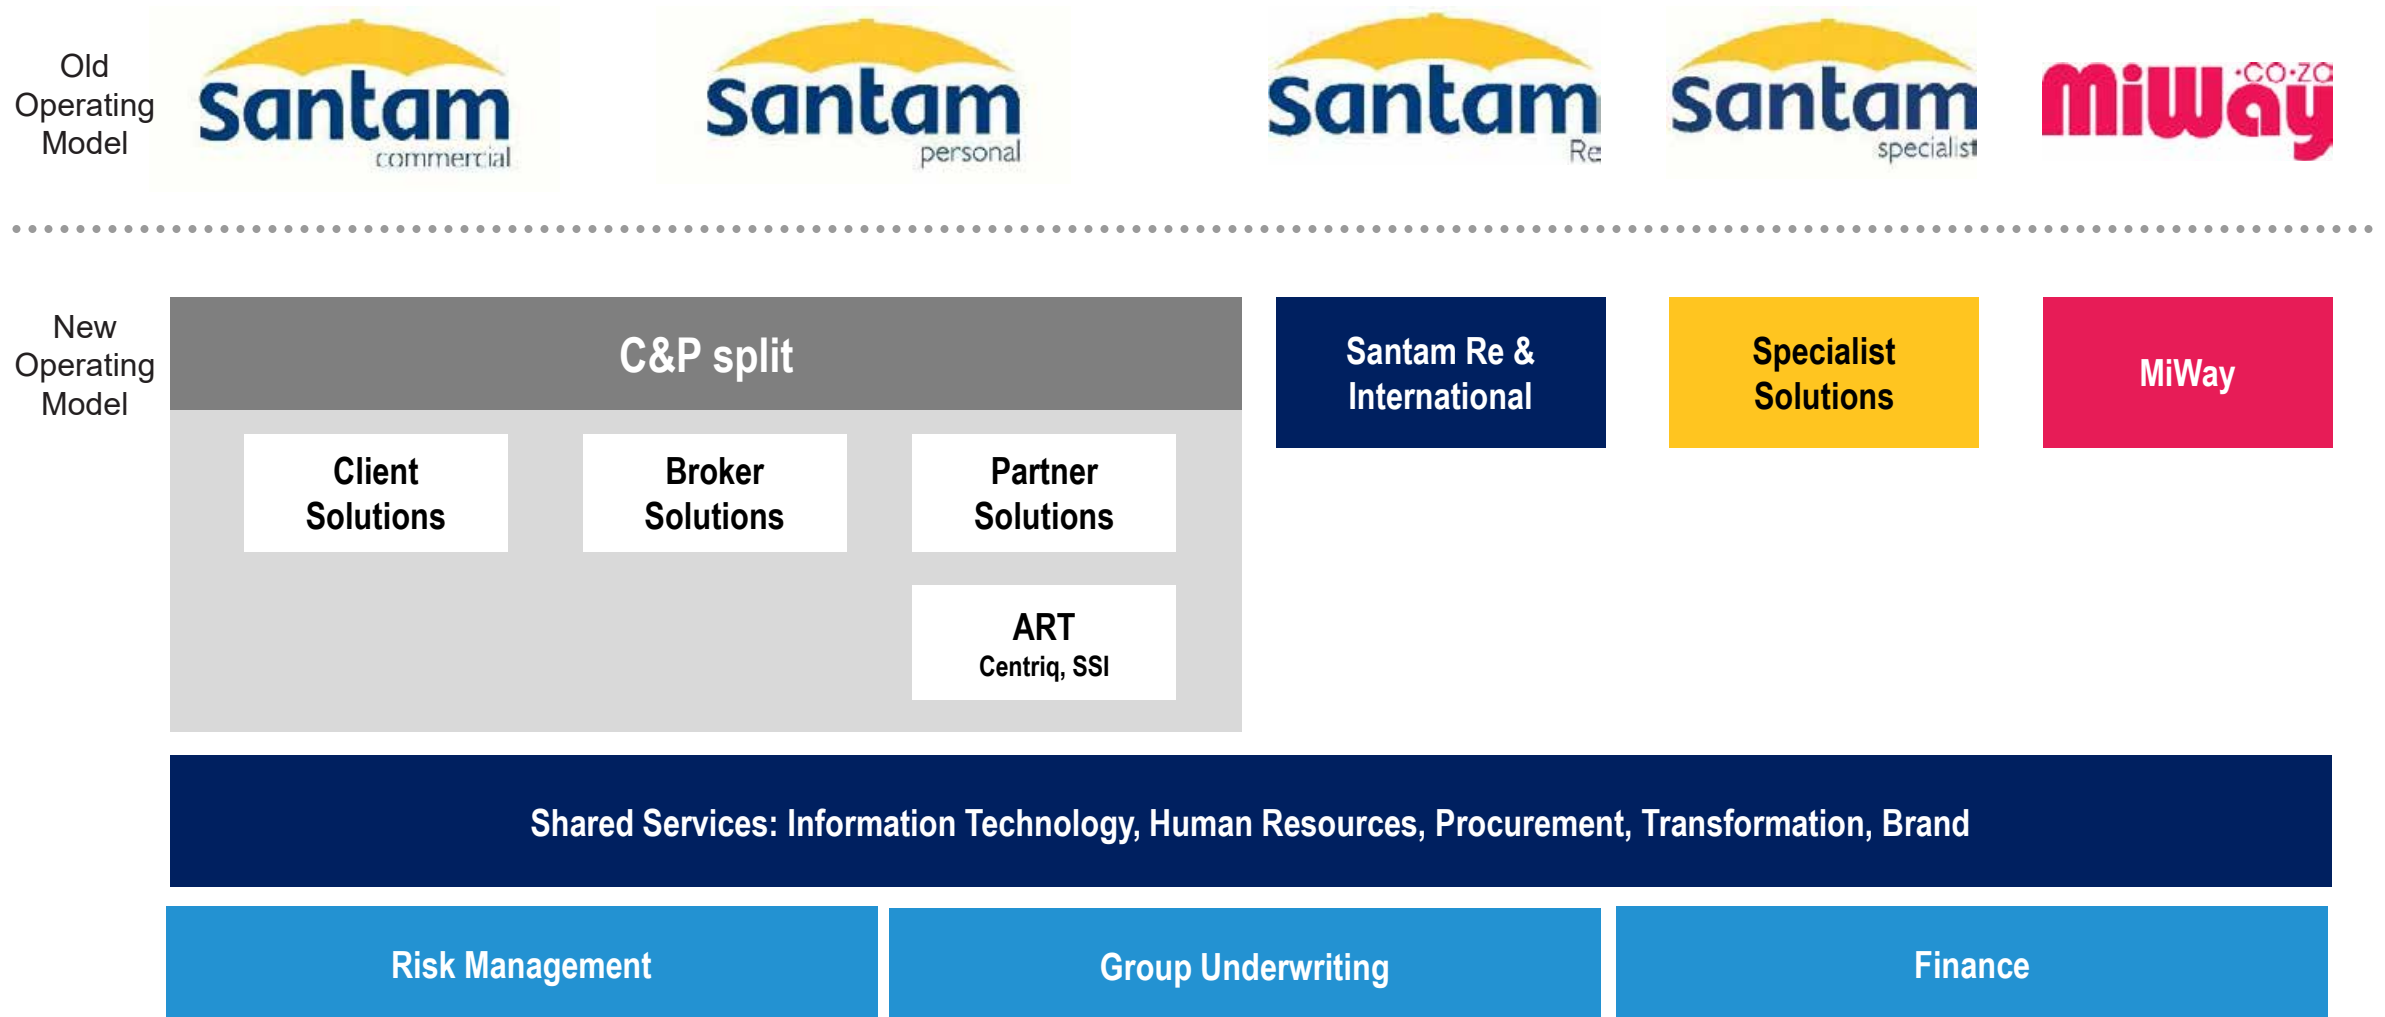 Old
Operating
Model
santam
commercial
santam
personal
santam
Re
santam
specialist
MiWay
.co.za
New
Operating
Model
C&P split
Client
Solutions
Broker
Solutions
Partner
Solutions
ART
Centriq, SSI
Santam Re &
International
Specialist
Solutions
MiWay
Shared Services: Information Technology, Human Resources, Procurement, Transformation, Brand
Risk Management
Group Underwriting
Finance